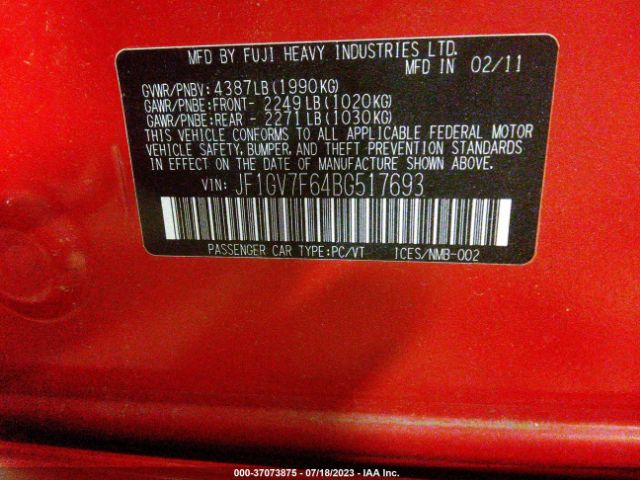 MFD BY FUJI HEAVY INDUSTRIES LTD.
MFD IN 02/11
GVWR/PNBV: 4387LB(1990KG)
GAWR/PNBE:FRONT- 2249LB(1020KG)
GAWR/PNBE:REAR - 2271LB(1030KG)
THIS VEHICLE CONFORMS TO ALL APPLICABLE FEDERAL MOTOR
VEHICLE SAFETY, BUMPER, AND THEFT PREVENTION STANDARDS
IN EFFECT ON THE DATE OF MANUFACTURE SHOWN ABOVE.
VIN: JF1GV7F64BG517693
PASSENGER CAR TYPE:PC/VT ICES/NMB-002
000-37073875 - 07/18/2023 - IAA Inc.